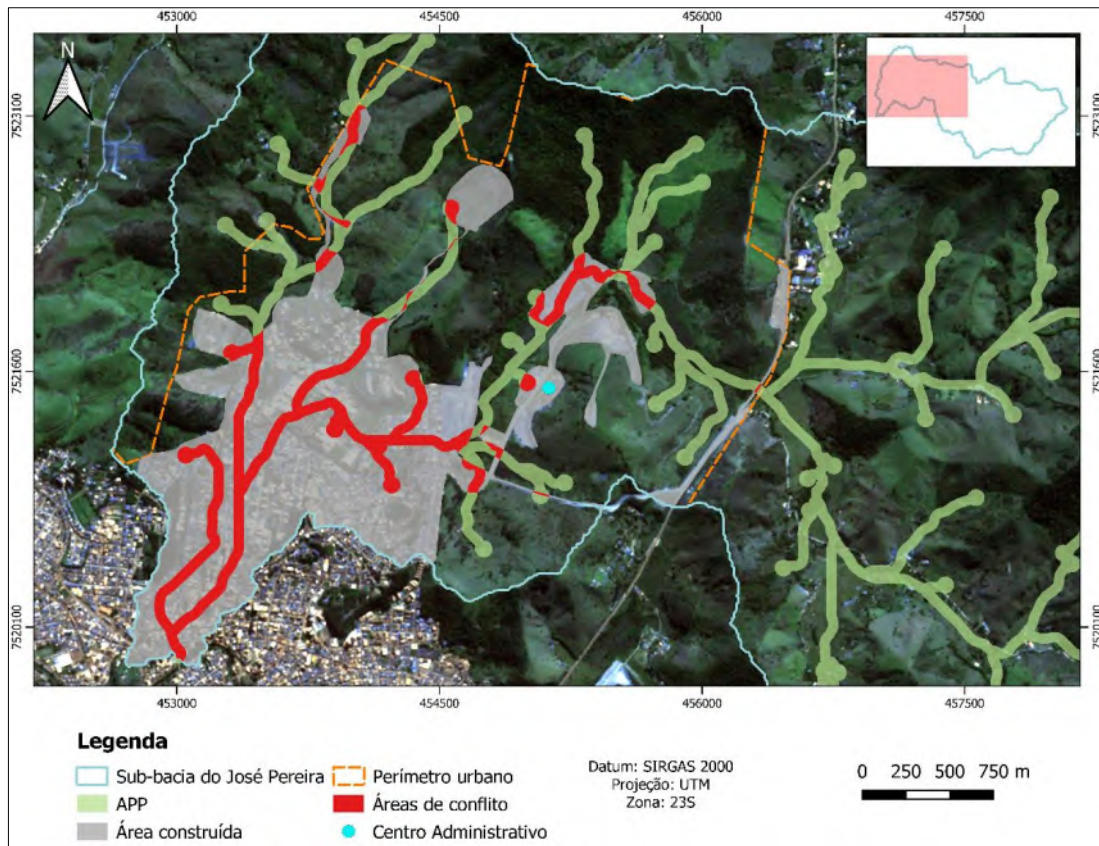 453000 454500 456000 457500
N
7523100 7523100
7521600 7521600
7520100 7520100
453000 454500 456000 457500
Legenda
Sub-bacia do José Pereira
Perímetro urbano
APP
Áreas de conflito
Área construída
Centro Administrativo
Datum: SIRGAS 2000
Projeção: UTM
Zona: 23S
0 250 500 750 m